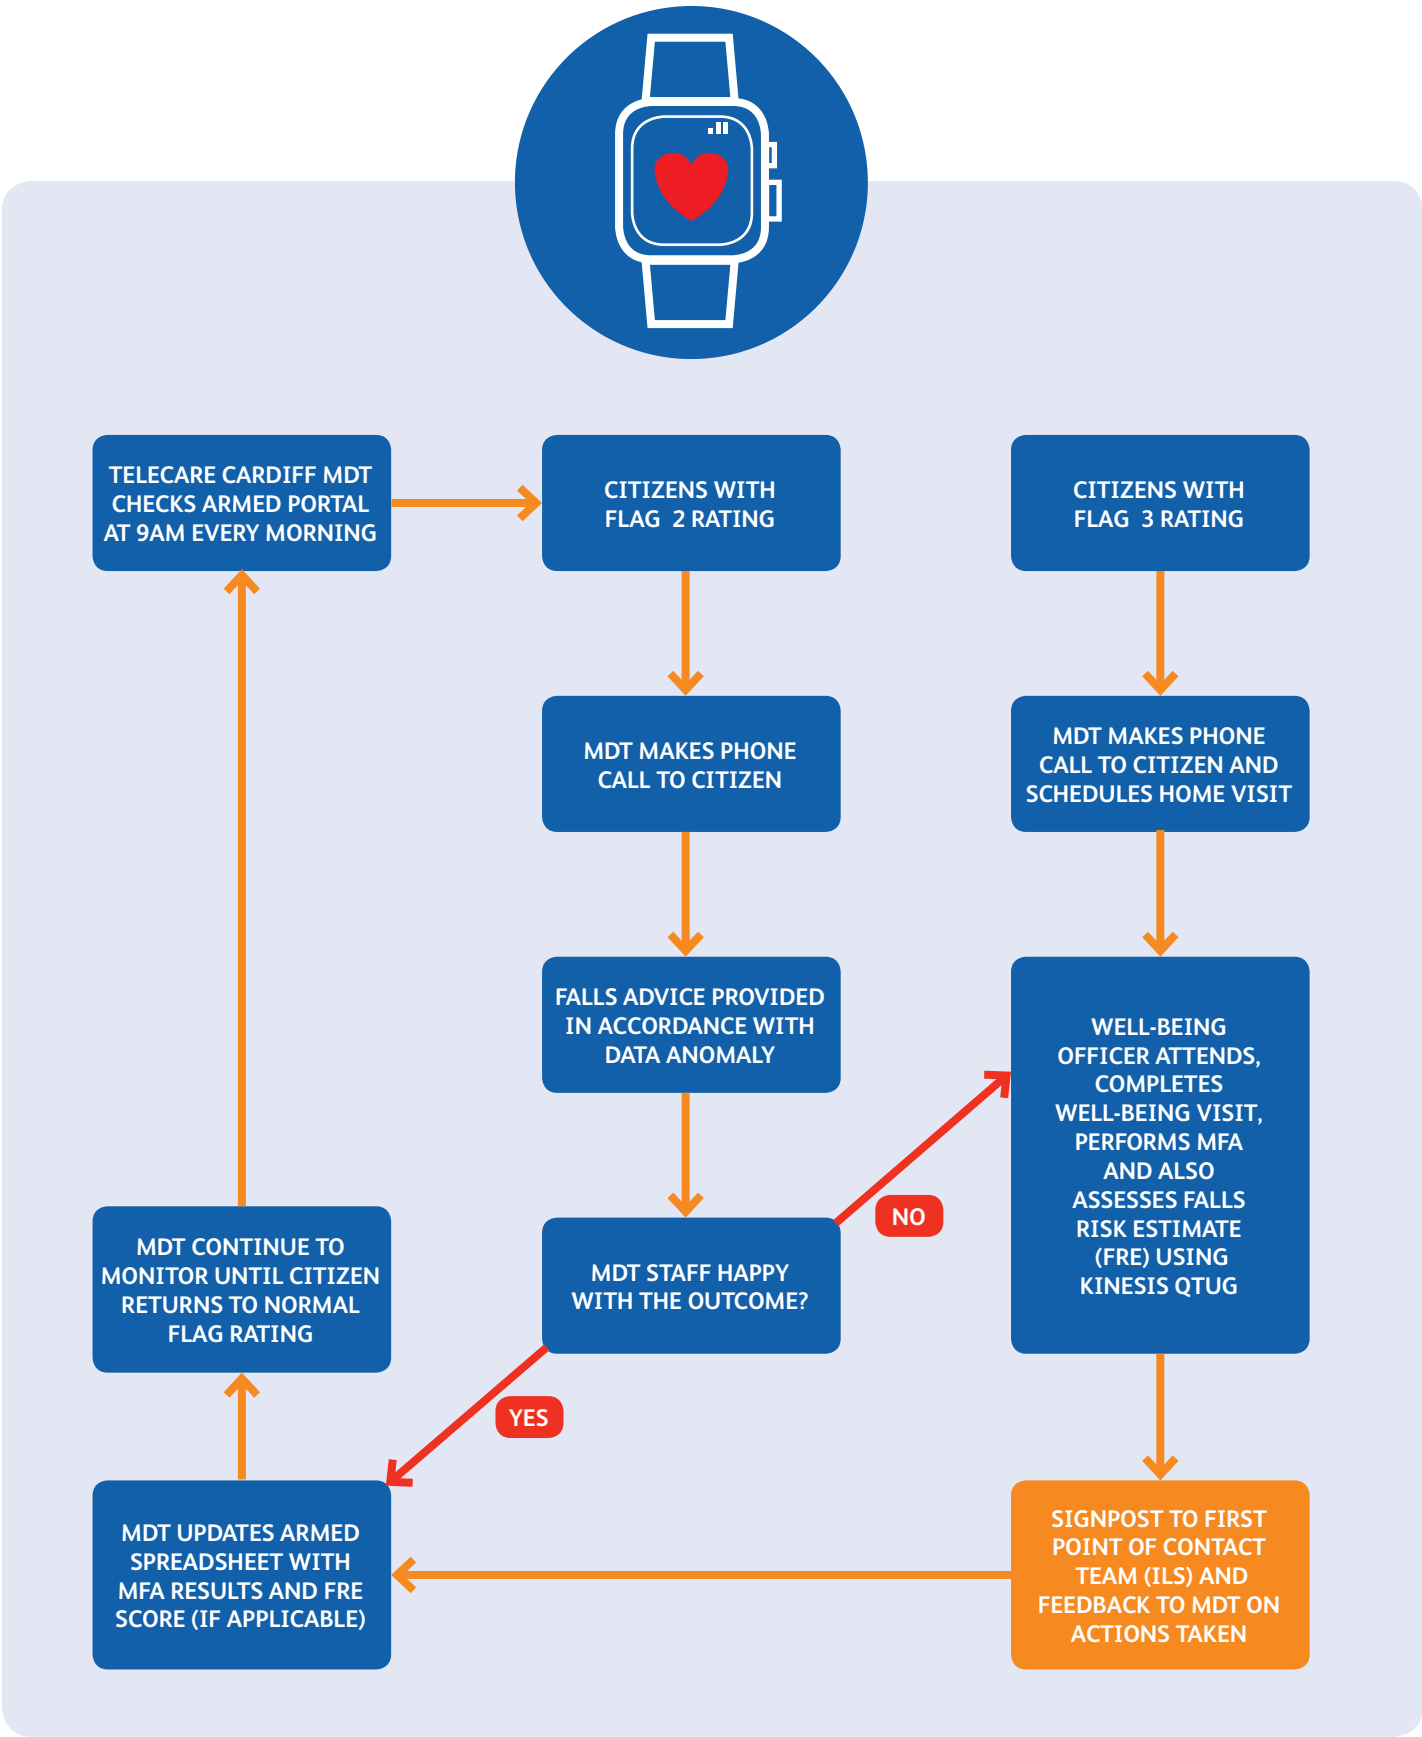 TELECARE CARDIFF MDT
CHECKS ARMED PORTAL
AT 9AM EVERY MORNING
CITIZENS WITH
FLAG 2 RATING
CITIZENS WITH
FLAG 3 RATING
MDT MAKES PHONE
CALL TO CITIZEN
MDT MAKES PHONE
CALL TO CITIZEN AND
SCHEDULES HOME VISIT
FALLS ADVICE PROVIDED
IN ACCORDANCE WITH
DATA ANOMALY
WELL-BEING
OFFICER ATTENDS,
COMPLETES
WELL-BEING VISIT,
PERFORMS MFA
AND ALSO
ASSESSES FALLS
RISK ESTIMATE
(FRE) USING
KINESIS QTUG
NO
MDT STAFF HAPPY
WITH THE OUTCOME?
YES
MDT CONTINUE TO
MONITOR UNTIL CITIZEN
RETURNS TO NORMAL
FLAG RATING
MDT UPDATES ARMED
SPREADSHEET WITH
MFA RESULTS AND FRE
SCORE (IF APPLICABLE)
SIGNPOST TO FIRST
POINT OF CONTACT
TEAM (ILS) AND
FEEDBACK TO MDT ON
ACTIONS TAKEN